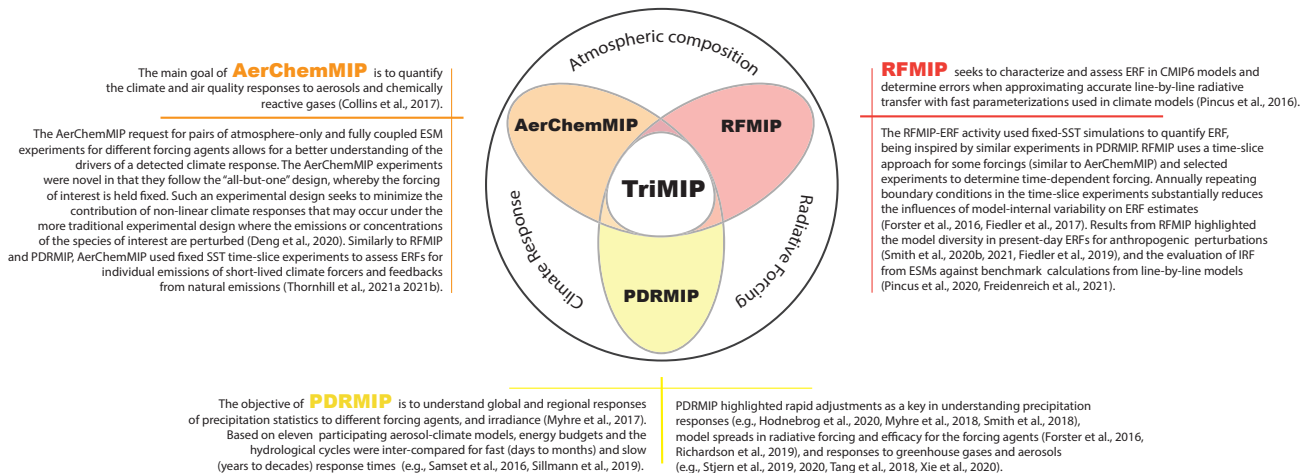 The main goal of AerChemMIP is to quantify
the climate and air quality responses to aerosols and chemically
reactive gases (Collins et al., 2017).
The AerChemMIP request for pairs of atmosphere-only and fully coupled ESM
experiments for different forcing agents allows for a better understanding of the
drivers of a detected climate response. The AerChemMIP experiments
were novel in that they follow the "all-but-one" design, whereby the forcing
of interest is held fixed. Such an experimental design seeks to minimize the
contribution of non-linear climate responses that may occur under the
more traditional experimental design where the emissions or concentrations
of the species of interest are perturbed (Deng et al., 2020). Similarly to RFMIP
and PDRMIP, AerChemMIP used fixed SST time-slice experiments to assess ERFs for
individual emissions of short-lived climate forcers and feedbacks
from natural emissions (Thornhill et al., 2021a 2021b).
Atmospheric composition
AerChemMIP
RFMIP
TriMIP
PDRMIP
Climate Response
Radiative Forcing
RFMIP seeks to characterize and assess ERF in CMIP6 models and
determine errors when approximating accurate line-by-line radiative
transfer with fast parameterizations used in climate models (Pincus et al., 2016).
The RFMIP-ERF activity used fixed-SST simulations to quantify ERF,
being inspired by similar experiments in PDRMIP. RFMIP uses a time-slice
approach for some forcings (similar to AerChemMIP) and selected
experiments to determine time-dependent forcing. Annually repeating
boundary conditions in the time-slice experiments substantially reduces
the influences of model-internal variability on ERF estimates
(Forster et al., 2016, Fiedler et al., 2017). Results from RFMIP highlighted
the model diversity in present-day ERFs for anthropogenic perturbations
(Smith et al., 2020b, 2021, Fiedler et al., 2019), and the evaluation of IRF
from ESMs against benchmark calculations from line-by-line models
(Pincus et al., 2020, Freidenreich et al., 2021).
The objective of PDRMIP is to understand global and regional responses
of precipitation statistics to different forcing agents, and irradiance (Myhre et al., 2017).
Based on eleven participating aerosol-climate models, energy budgets and the
hydrological cycles were inter-compared for fast (days to months) and slow
(years to decades) response times (e.g., Samset et al., 2016, Sillmann et al., 2019).
PDRMIP highlighted rapid adjustments as a key in understanding precipitation
responses (e.g., Hodnebrog et al., 2020, Myhre et al., 2018, Smith et al., 2018),
model spreads in radiative forcing and efficacy for the forcing agents (Forster et al., 2016,
Richardson et al., 2019), and responses to greenhouse gases and aerosols
(e.g., Stjern et al., 2019, 2020, Tang et al., 2018, Xie et al., 2020).